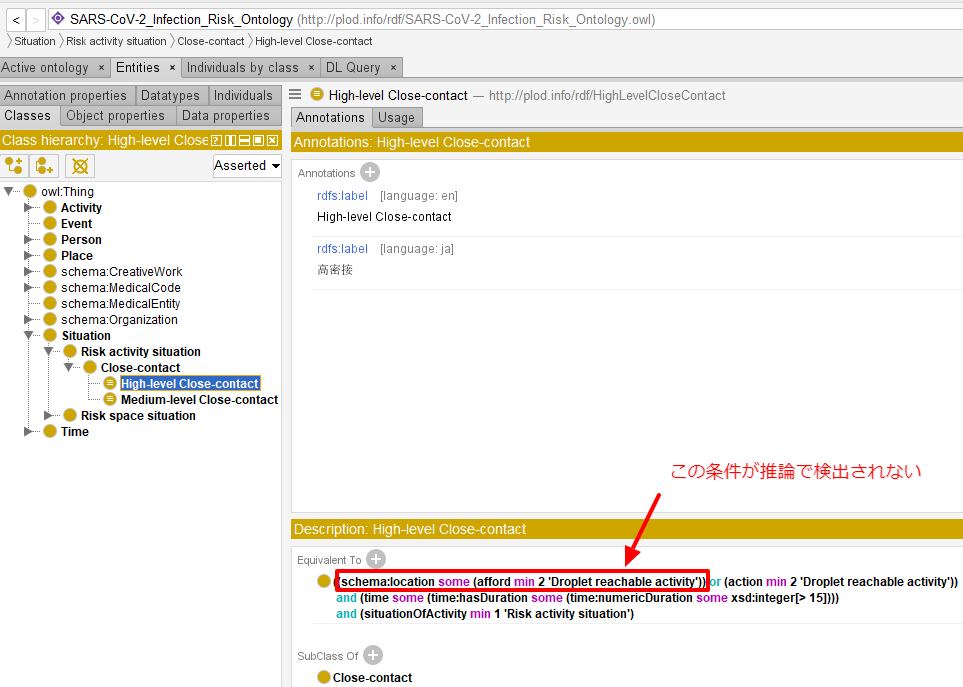 < > SARS-CoV-2_Infection_Risk_Ontology (http://plod.info/rdf/SARS-CoV-2_Infection_Risk_Ontology.owl)
Situation Risk activity situation Close-contact High-level Close-contact
Active ontology × Entities × Individuals by class × DL Query ×
Annotation properties Datatypes Individuals
Classes Object properties Data properties
Class hierarchy: High-level Close
Asserted
owl:Thing
Activity
Event
Person
Place
schema:CreativeWork
schema:MedicalCode
schema:MedicalEntity
schema:Organization
Situation
Risk activity situation
Close-contact
High-level Close-contact
Medium-level Close-contact
Risk space situation
Time
High-level Close-contact — http://plod.info/rdf/HighLevelCloseContact
Annotations Usage
Annotations: High-level Close-contact
Annotations
rdfs:label [language: en]
High-level Close-contact
rdfs:label [language: ja]
高密接
この条件が推論で検出されない
Description: High-level Close-contact
Equivalent To
((schema:location some (afford min 2 'Droplet reachable activity')) or (action min 2 'Droplet reachable activity'))
and (time some (time:hasDuration some (time:numericDuration some xsd:integer[> 15])))
and (situationOfActivity min 1 'Risk activity situation')
SubClass Of
Close-contact